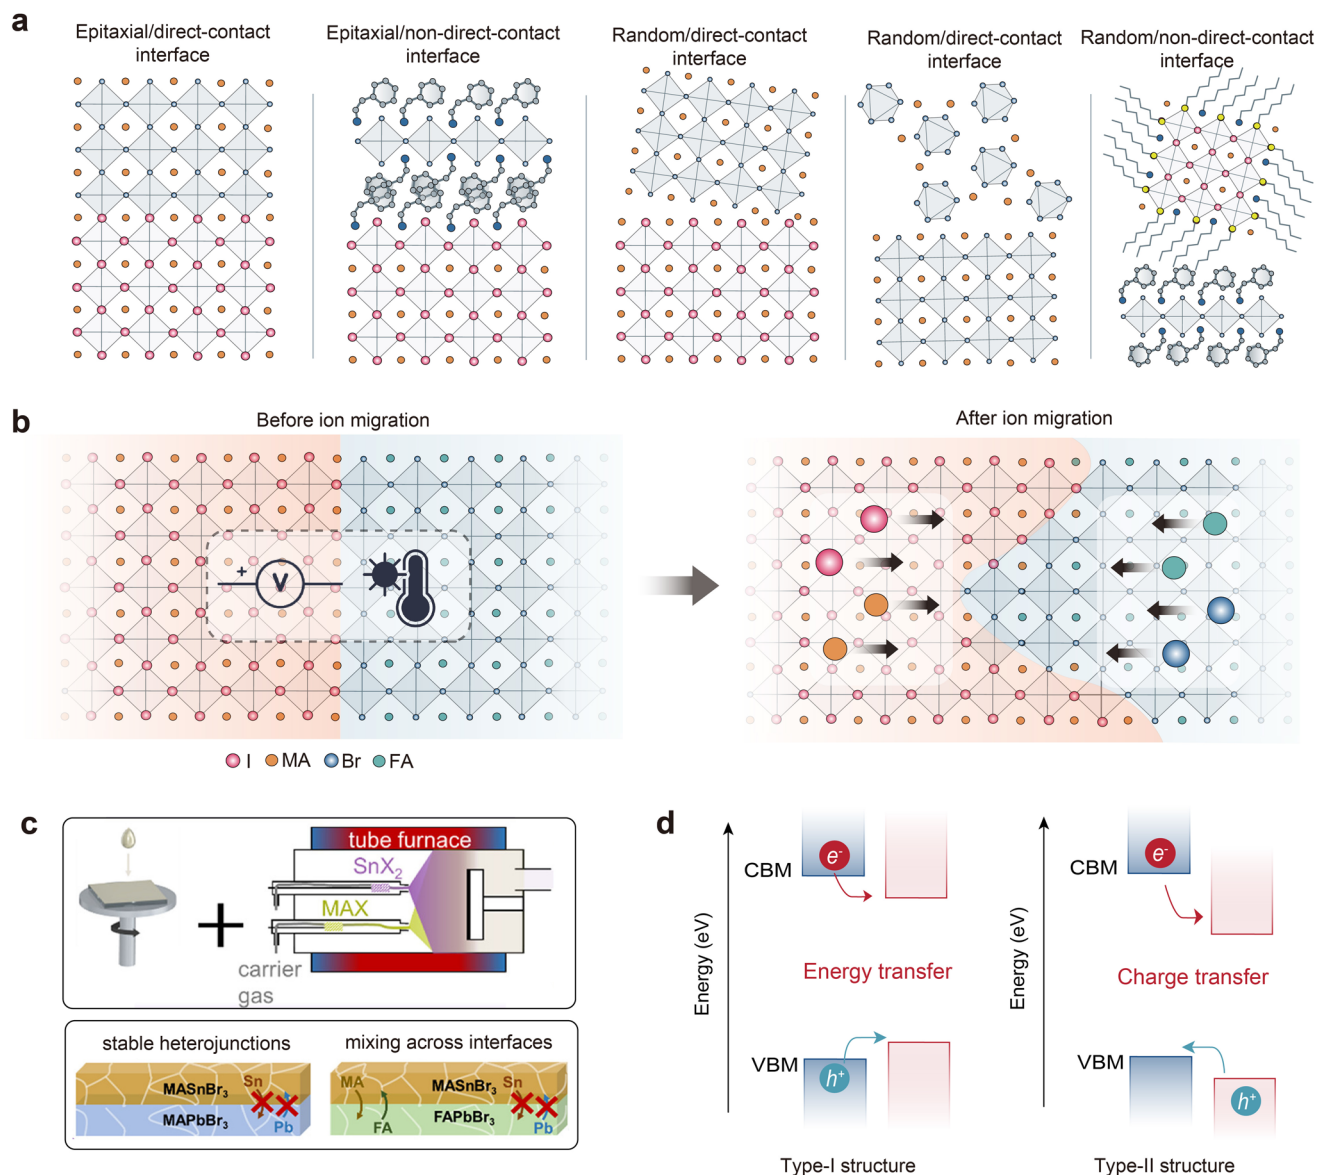 a
Epitaxial/direct-contact
interface
Epitaxial/non-direct-contact
interface
Random/direct-contact
interface
Random/direct-contact
interface
Random/non-direct-contact
interface
b
Before ion migration
After ion migration
+
V
I
MA
Br
FA
c
tube furnace
SnX2
MAX
carrier
gas
+
stable heterojunctions
MASnBr3
Sn
MAPbBr3
Pb
mixing across interfaces
MA
MASnBr3
Sn
FA
FAPbBr3
Pb
d
Energy (eV)
CBM
e-
Energy transfer
VBM
h+
Type-I structure
Energy (eV)
CBM
e-
Charge transfer
VBM
h+
Type-II structure